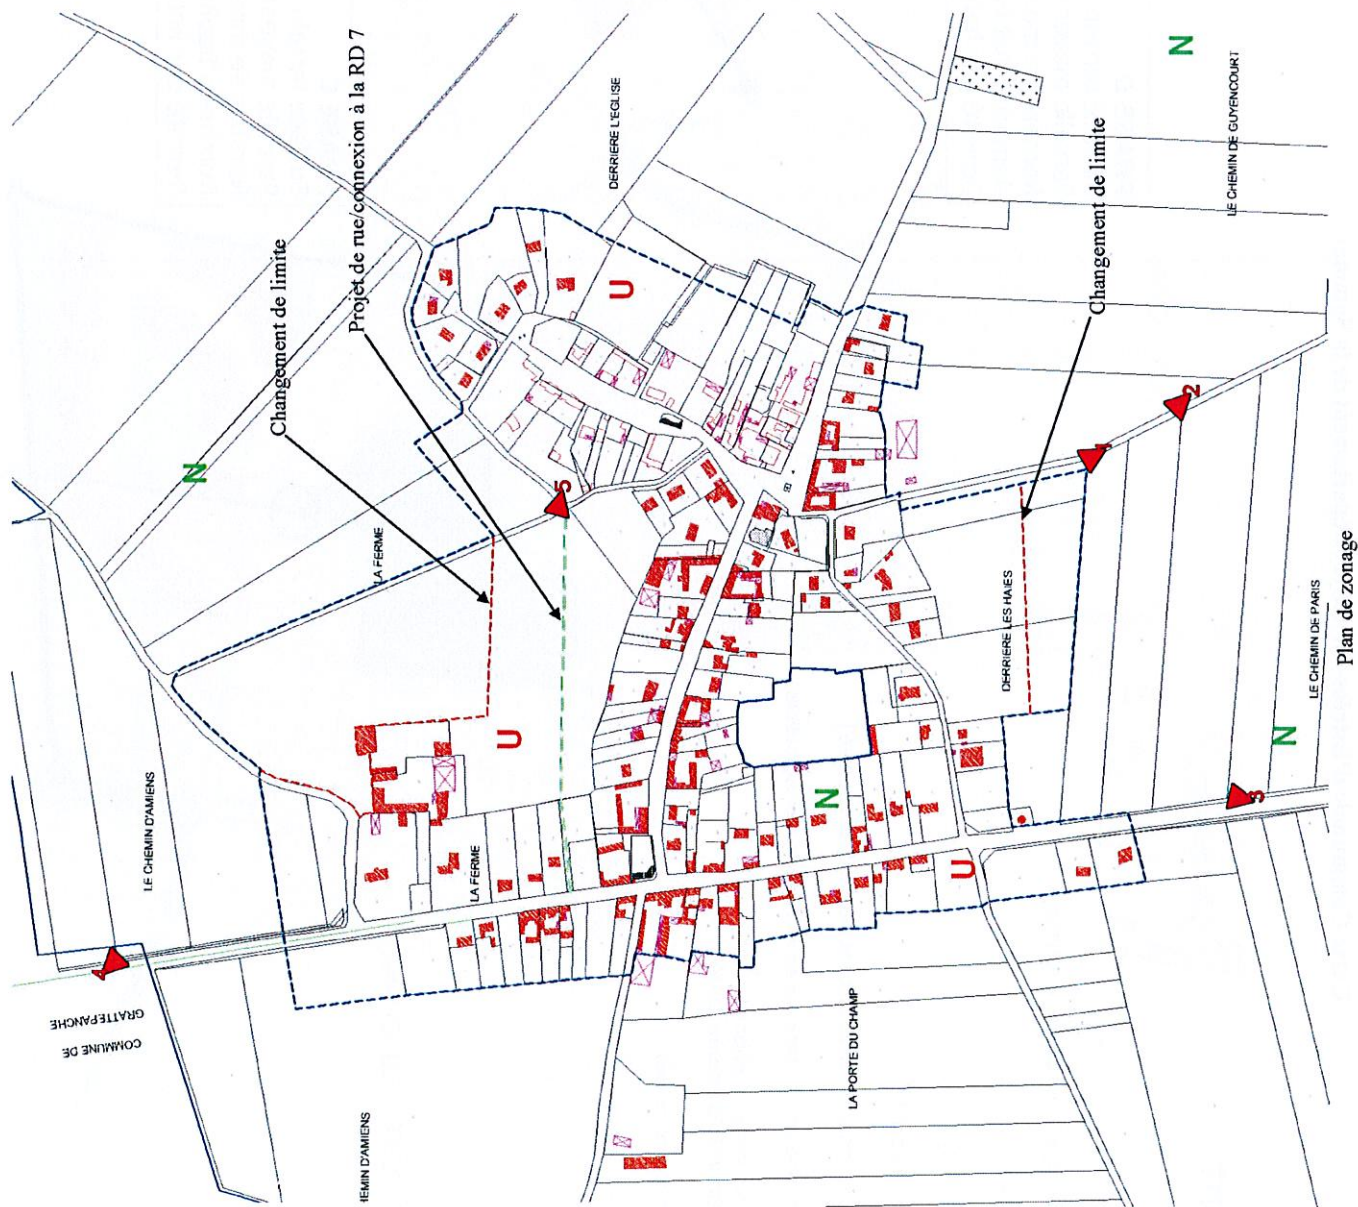 Changement de limite
Projet de rue/connexion à la RD 7
DERRIERE L'EGLISE
N
N
LE CHEMIN DE GUYENCOURT
Changement de limite
U
LA FERME
5
2
1
LE CHEMIN D'AMIENS
U
LA FERME
DERRIERE LES HAIES
LE CHEMIN DE PARIS
N
N
3
U
4
COMMUNE DE
GRATTEPANCHE
LA PORTE DU CHAMP
HEMIN D'AMIENS
Plan de zonage